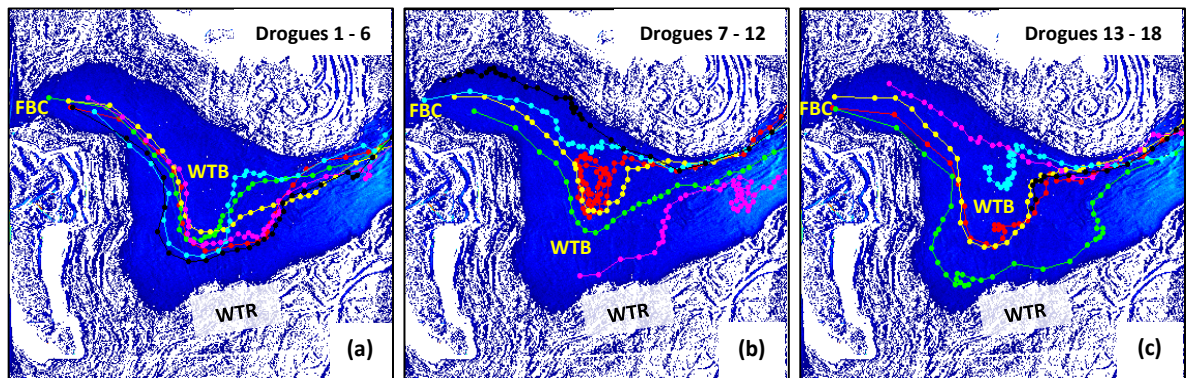 Drogues 1 - 6
FBC
WTB
WTR
(a)
Drogues 7 - 12
FBC
WTB
WTR
(b)
Drogues 13 - 18
FBC
WTB
WTR
(c)